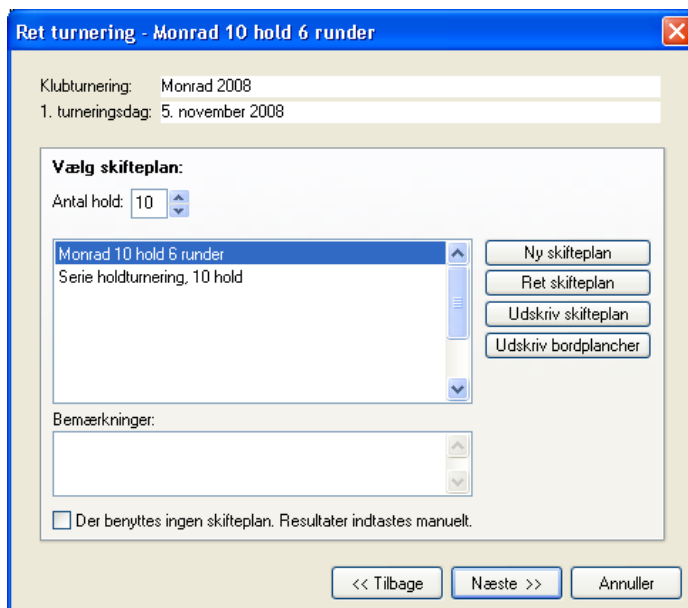 Ret turnering - Monrad 10 hold 6 runder
Klubturnering: Monrad 2008
1. turneringsdag: 5. november 2008
Vælg skifteplan:
Antal hold: 10
Monrad 10 hold 6 runder
Serie holdturnering, 10 hold
Ny skifteplan
Ret skifteplan
Udskriv skifteplan
Udskriv bordplancher
Bemærkninger:
Der benyttes ingen skifteplan. Resultater indtastes manuelt.
<< Tilbage Næste >> Annuller